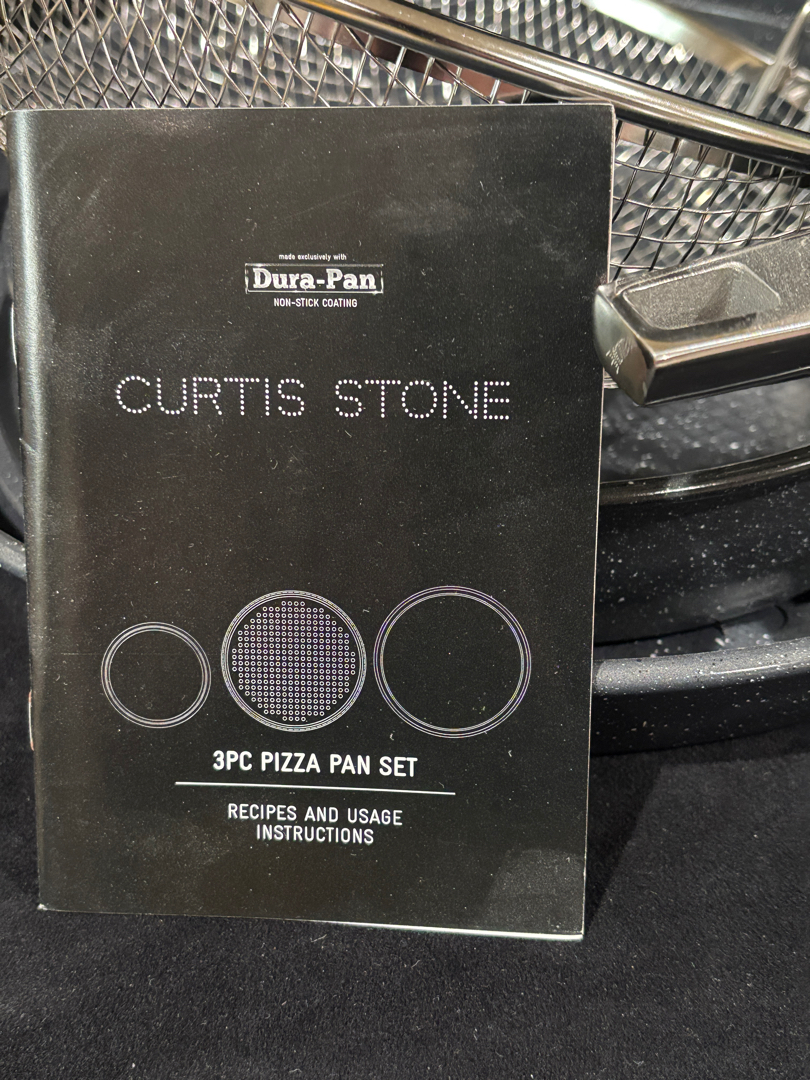 made exclusively with
Dura-Pan
NON-STICK COATING
CURTIS STONE
3PC PIZZA PAN SET
RECIPES AND USAGE
INSTRUCTIONS